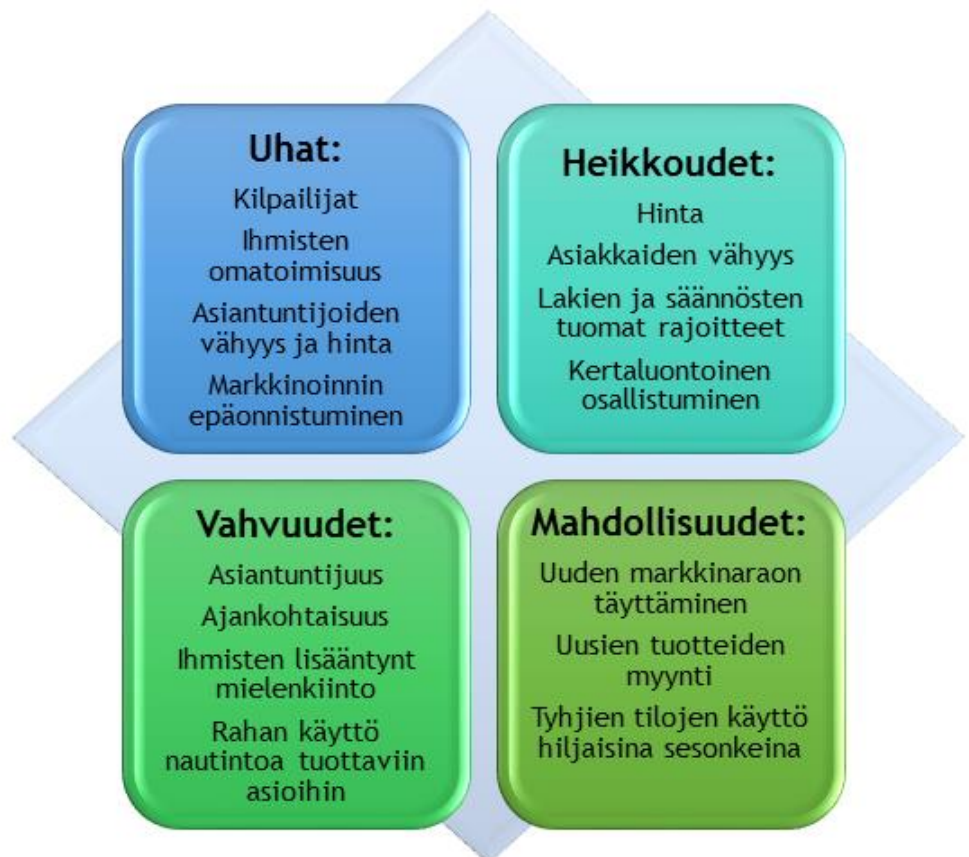 Uhat:
Kilpailijat
Ihmisten
omatoimisuus
Asiantuntijoiden
vähyys ja hinta
Markkinoinnin
epäonnistuminen
Heikkoudet:
Hinta
Asiakkaiden vähyys
Lakien ja säännösten
tuomat rajoitteet
Kertaluontoinen
osallistuminen
Vahvuudet:
Asiantuntijuus
Ajankohtaisuus
Ihmisten lisääntynt
mielenkiinto
Rahan käyttö
nautintoa tuottaviin
asioihin
Mahdollisuudet:
Uuden markkinaraon
täyttäminen
Uusien tuotteiden
myynti
Tyhjien tilojen käyttö
hiljaisina sesonkeina